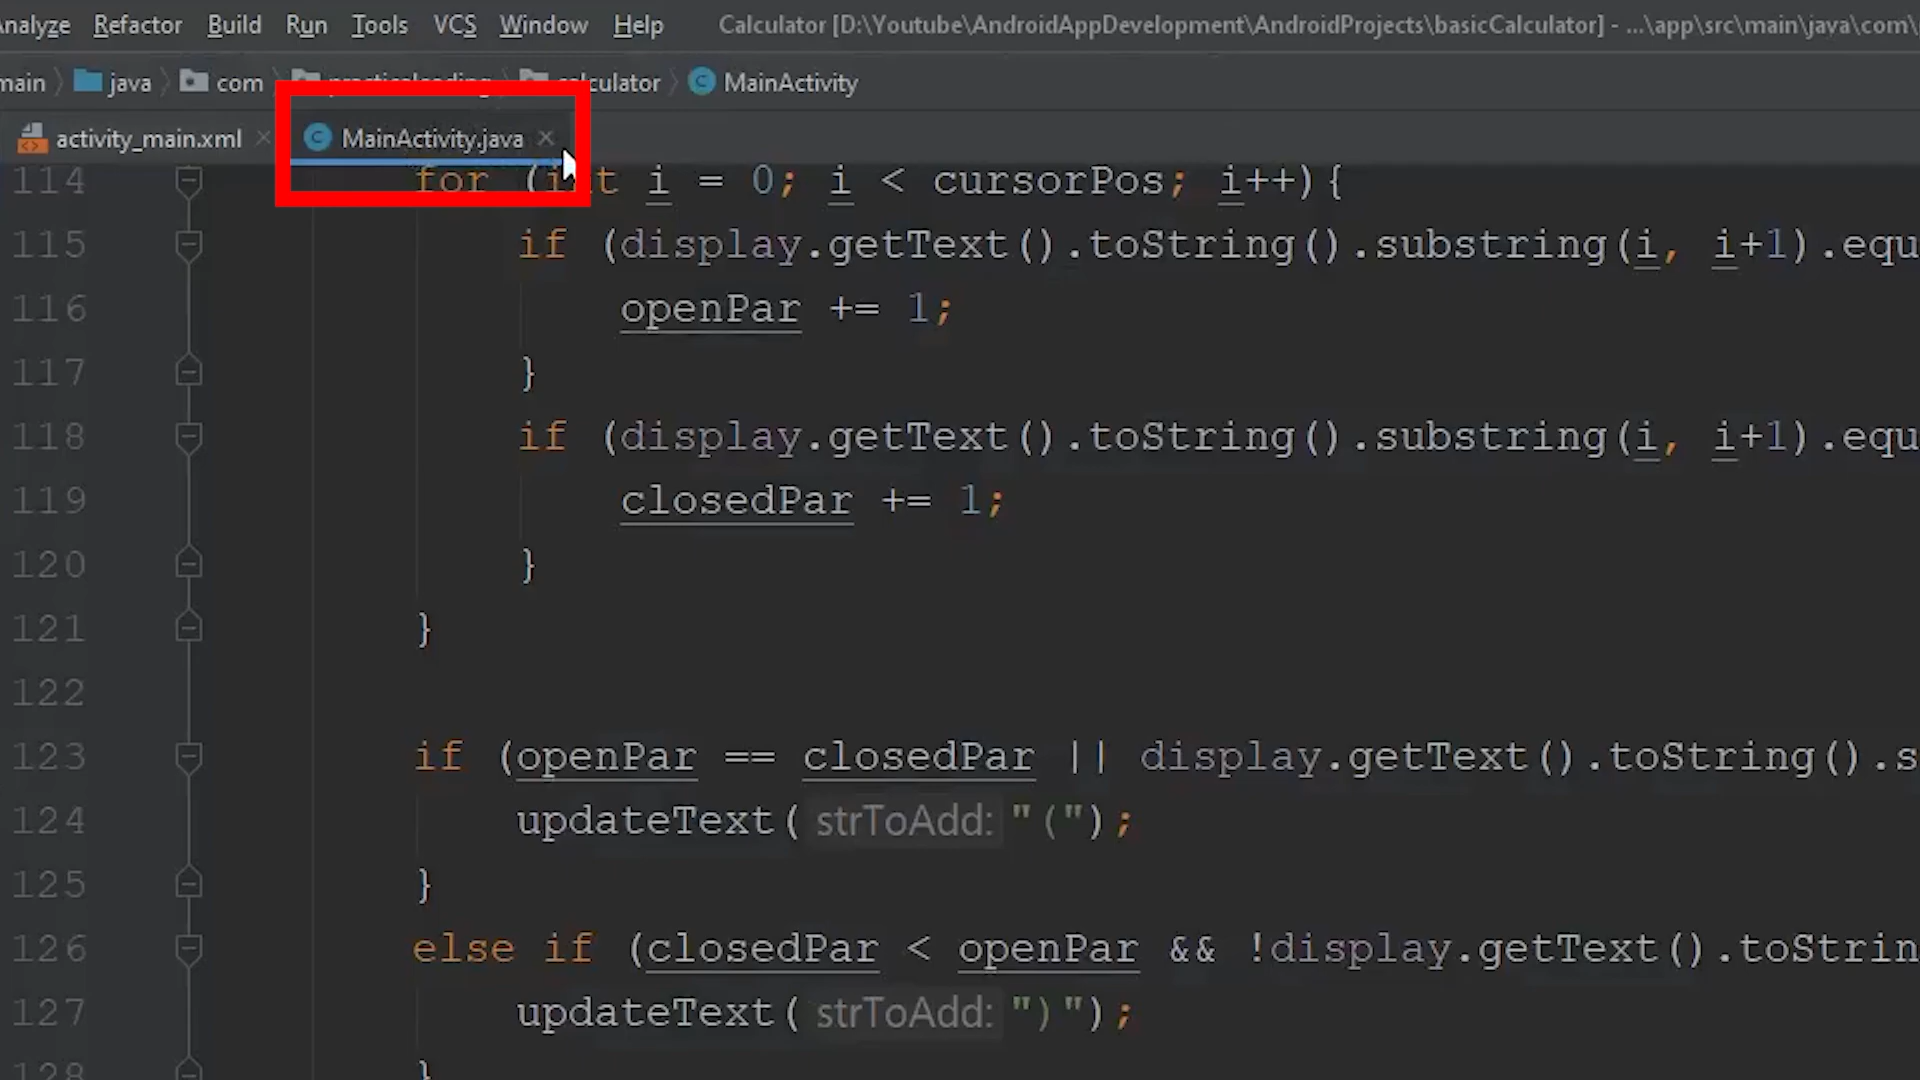 Refactor Build Run Tools VCS Window Help Calculator [D:\Youtube\AndroidAppDevelopment\AndroidProjects\basicCalculator] - ...\app\src\main\java\com\
java com MainActivity
activity_main.xml MainActivity.java
114 for (int i = 0; i < cursorPos; i++){
115 if (display.getText().toString().substring(i, i+1).equ
116 openPar += 1;
117 }
118 if (display.getText().toString().substring(i, i+1).equ
119 closedPar += 1;
120 }
121 }
122
123 if (openPar == closedPar || display.getText().toString().s
124 updateText( strToAdd: "(");
125 }
126 else if (closedPar < openPar && !display.getText().toStrin
127 updateText( strToAdd: ")");
128 }